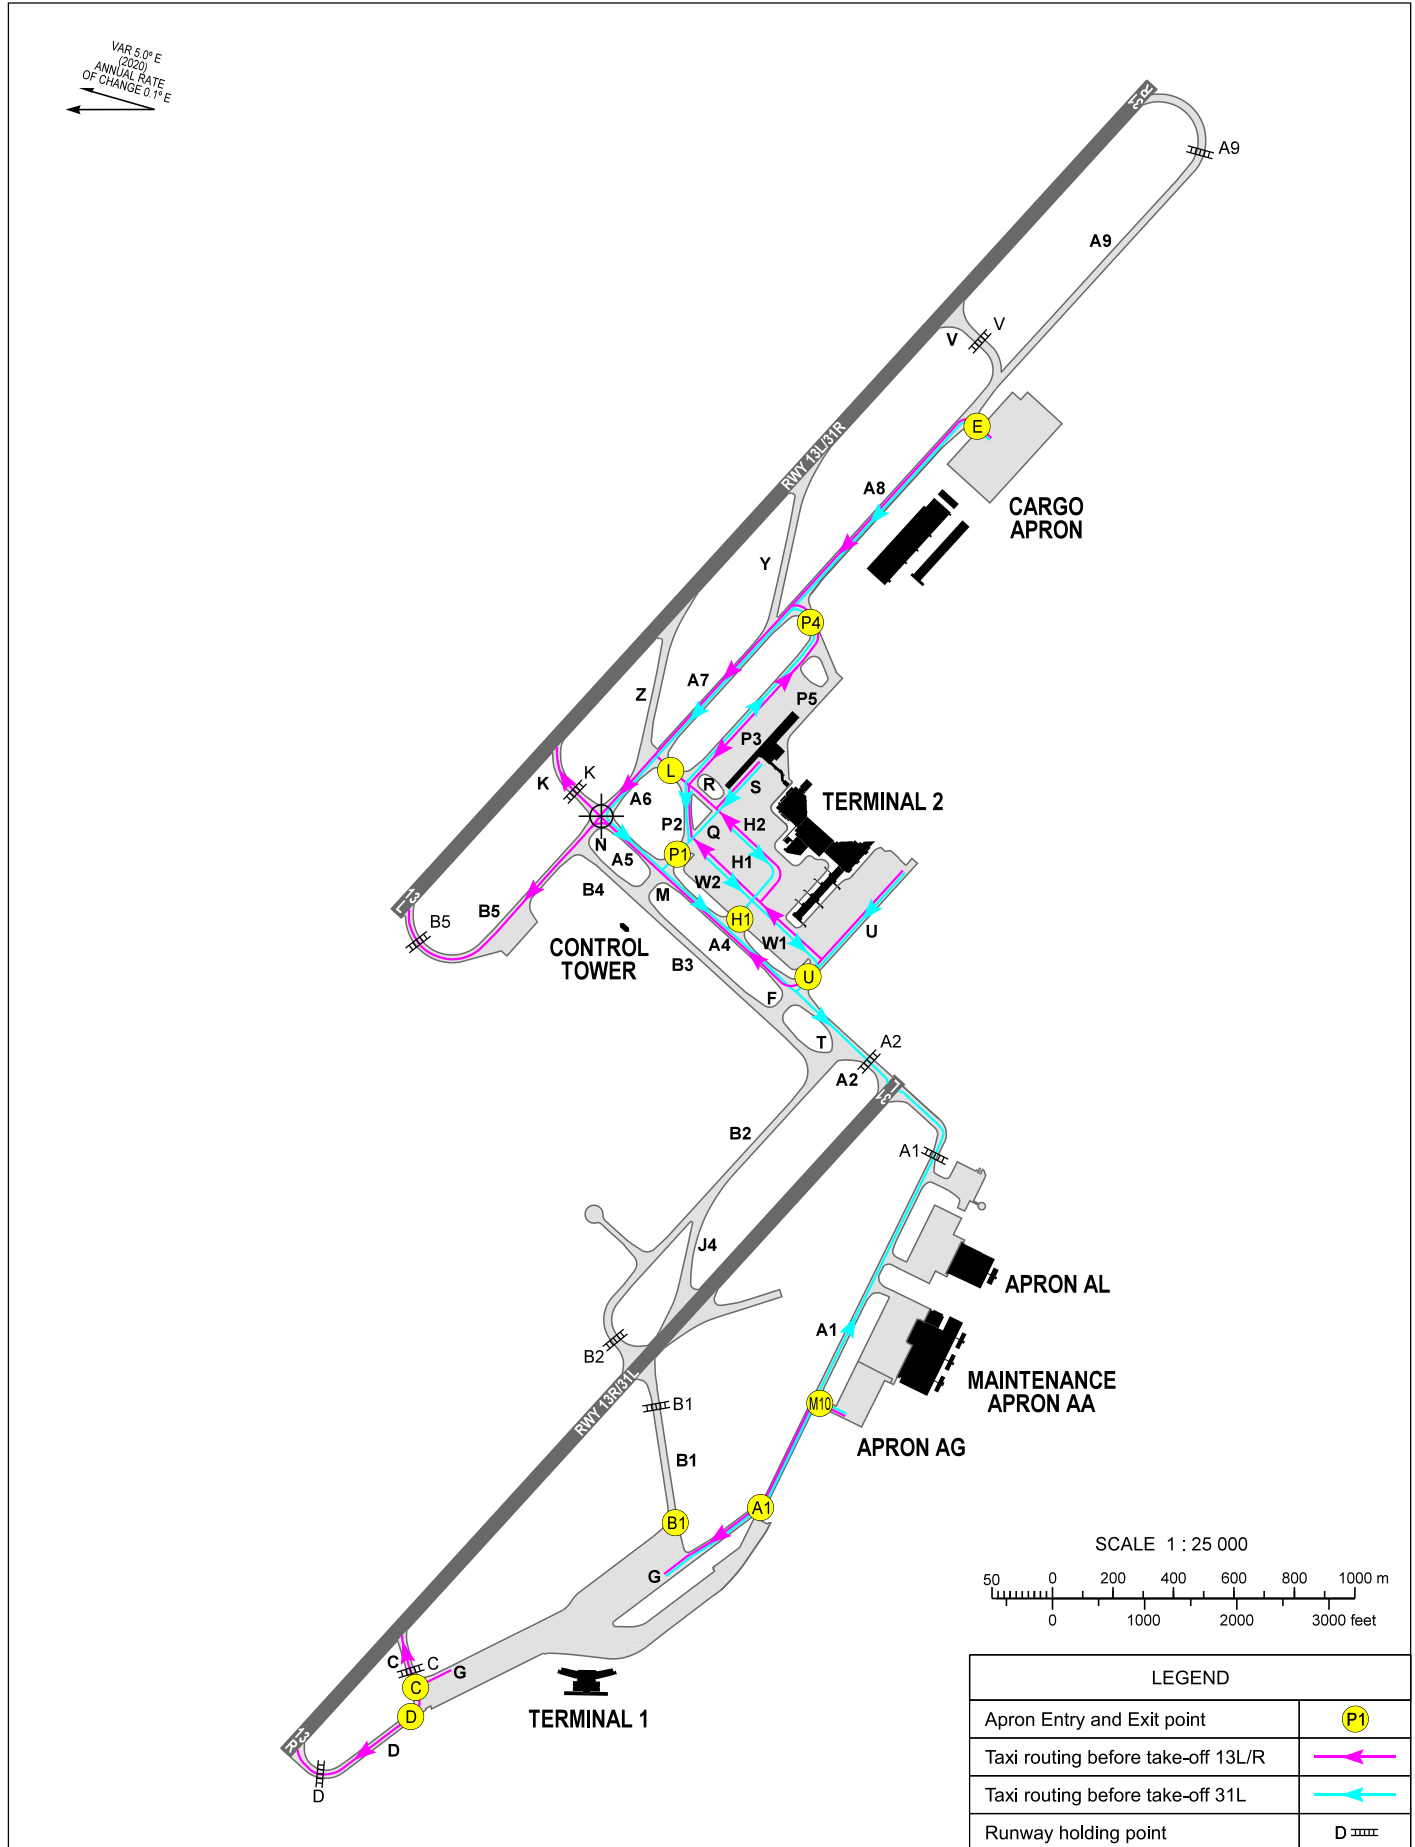 VAR 5.0° E
(2020)
ANNUAL RATE
OF CHANGE 0.1° E
31
R
A9
A9
V
V
E
RWY 13L/31R
A8
CARGO
APRON
Y
P4
Z
A7
P5
P3
L
R
S
K
K
A6
TERMINAL 2
P2
Q
H2
N
A5
P1
H1
B4
M
W2
13
L
B5
B5
H1
CONTROL
TOWER
A4
W1
U
B3
U
F
T
A2
A2
31
L
B2
A1
J4
APRON AL
A1
B2
MAINTENANCE
APRON AA
RWY 13R/31L
B1
M10
APRON AG
B1
A1
B1
G
SCALE 1 : 25 000
50 0 200 400 600 800 1000 m
0 1000 2000 3000 feet
C
C
G
C
D
TERMINAL 1
13
R
D
D
LEGEND
Apron Entry and Exit point P1
Taxi routing before take-off 13L/R
Taxi routing before take-off 31L
Runway holding point D